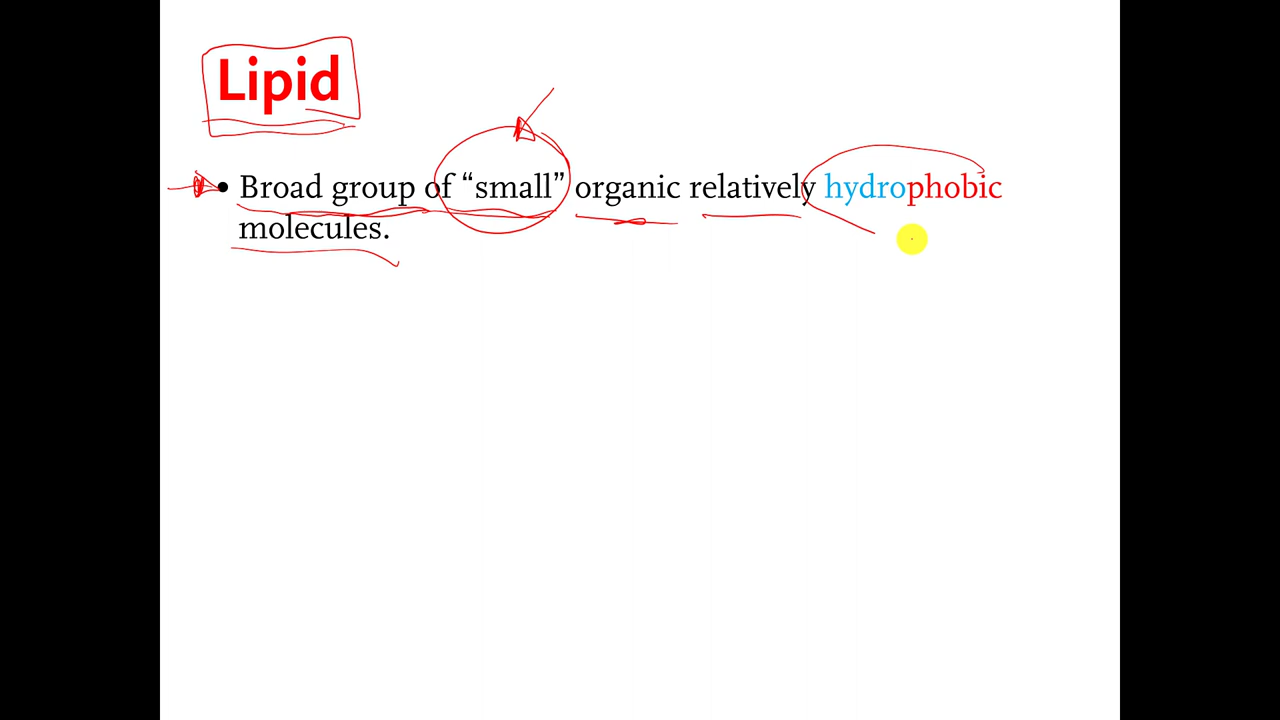 Lipid
• Broad group of “small” organic relatively hydrophobic
molecules.